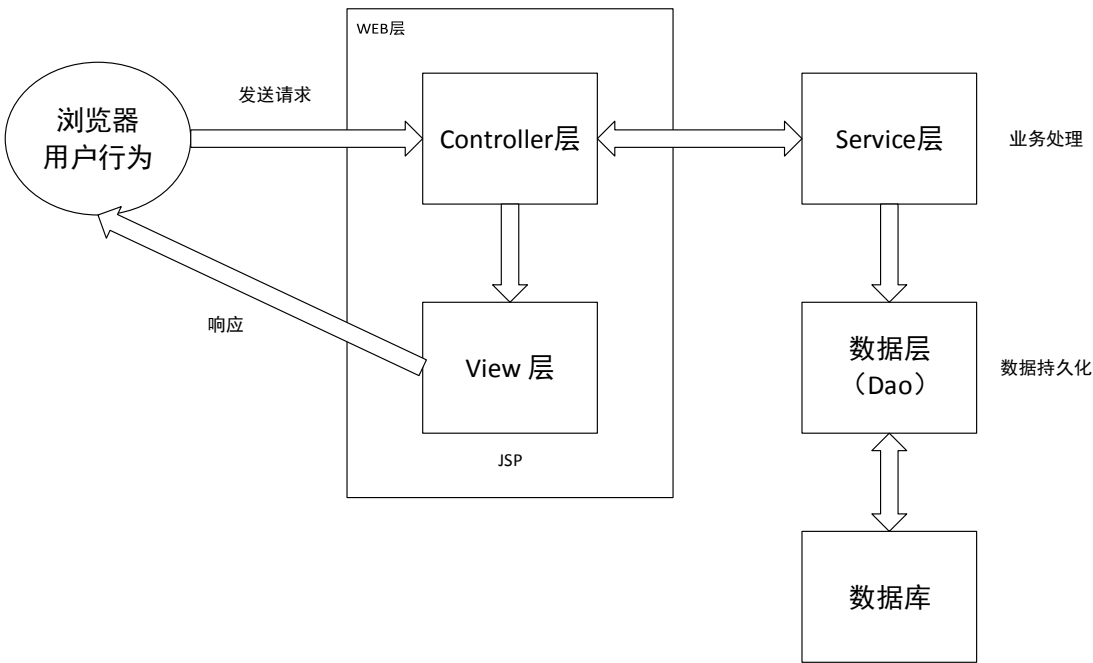 WEB层
浏览器
用户行为
发送请求
Controller层
Service层
业务处理
响应
View 层
JSP
数据层
（Dao）
数据持久化
数据库